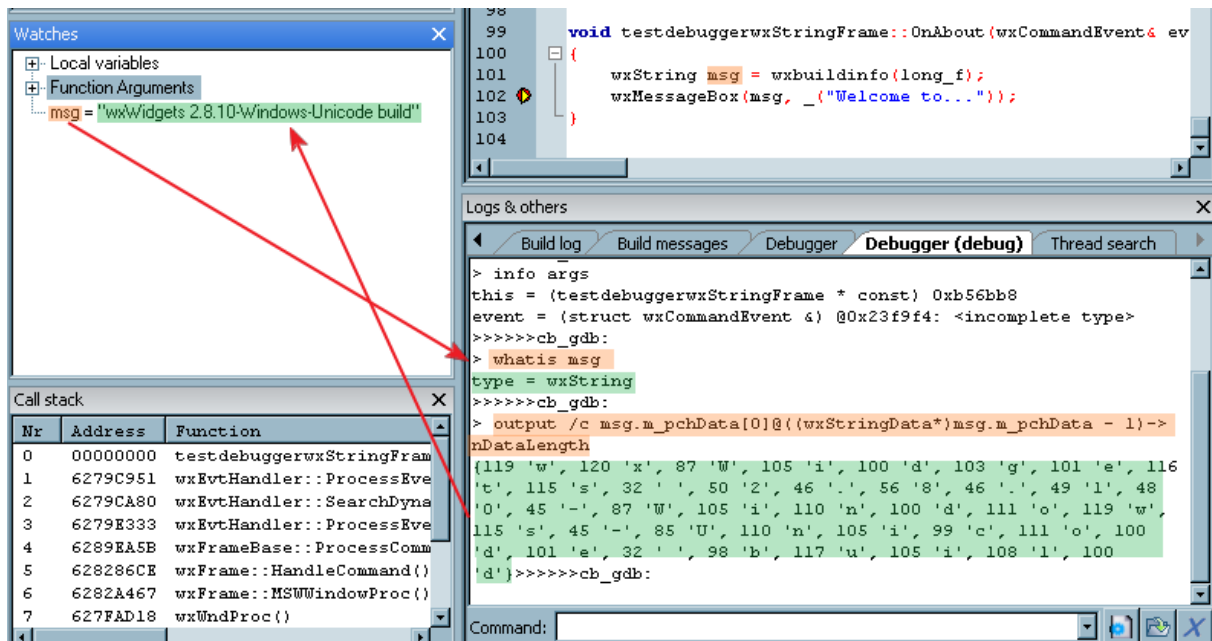 Watches
Local variables
Function Arguments
msg = "wxWidgets 2.8.10-Windows-Unicode build"
98
99 void testdebuggerwxStringFrame::OnAbout(wxCommandEvent& ev
100 {
101 wxString msg = wxbuildinfo(long_f);
102 wxMessageBox(msg, _("Welcome to..."));
103 }
104
Logs & others
Build log Build messages Debugger Debugger (debug) Thread search
> info args
this = (testdebuggerwxStringFrame * const) 0xb56bb8
event = (struct wxCommandEvent &) @0x23f9f4: <incomplete type>
>>>>>>cb_gdb:
> whatis msg
type = wxString
>>>>>>cb_gdb:
> output /c msg.m_pchData[0]@((wxStringData*)msg.m_pchData - 1)->
nDataLength
{119 'w', 120 'x', 87 'W', 105 'i', 100 'd', 103 'g', 101 'e', 116
't', 115 's', 32 ' ', 50 '2', 46 '.', 56 '8', 46 '.', 49 '1', 48
'0', 45 '-', 87 'W', 105 'i', 110 'n', 100 'd', 111 'o', 119 'w',
115 's', 45 '-', 85 'U', 110 'n', 105 'i', 99 'c', 111 'o', 100
'd', 101 'e', 32 ' ', 98 'b', 117 'u', 105 'i', 108 'l', 100
'd'}>>>>>>cb_gdb:
Command:
Call stack
Nr Address Function
0 00000000 testdebuggerwxStringFram
1 6279C951 wxEvtHandler::ProcessEve
2 6279CA80 wxEvtHandler::SearchDyna
3 6279E333 wxEvtHandler::ProcessEve
4 6289EA5B wxFrameBase::ProcessComm
5 628286CE wxFrame::HandleCommand()
6 6282A467 wxFrame::MSWWindowProc()
7 627FAD18 wxWndProc()